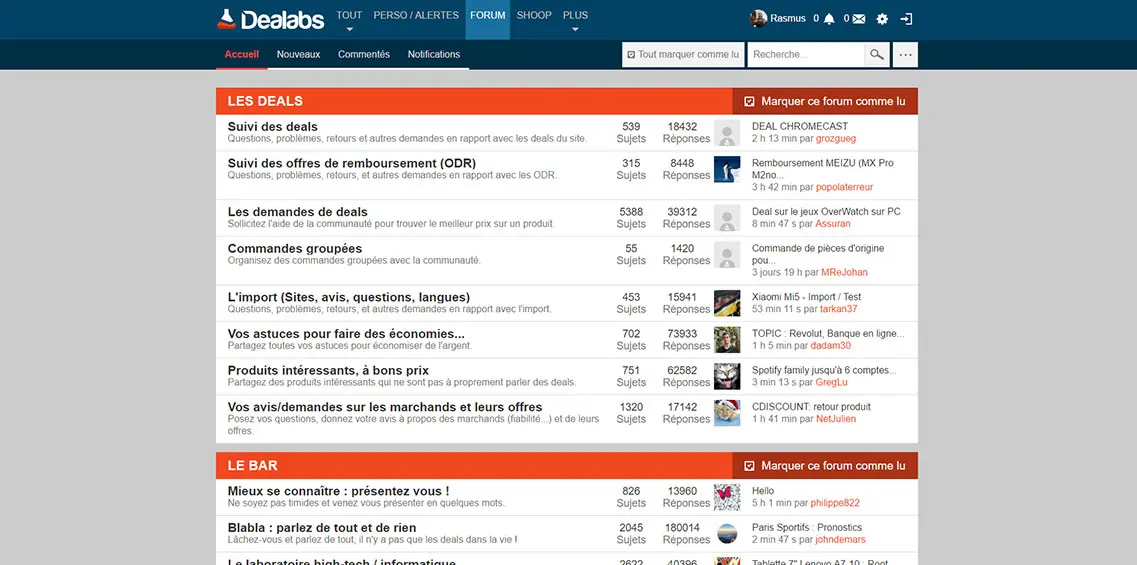 Dealabs TOUT PERSO / ALERTES FORUM SHOOP PLUS Rasmus 0 0
Accueil Nouveaux Commentés Notifications Tout marquer comme lu Recherche... ...
LES DEALS Marquer ce forum comme lu
Suivi des deals 539 18432 DEAL CHROMECAST
Questions, problèmes, retours et autres demandes en rapport avec les deals du site. Sujets Réponses 2 h 13 min par grozgueg
Suivi des offres de remboursement (ODR) 315 8448 Remboursement MEIZU (MX Pro
Questions, problèmes, retours, et autres demandes en rapport avec les ODR. Sujets Réponses M2no...
3 h 42 min par popolaterreur
Les demandes de deals 5388 39312 Deal sur le jeux OverWatch sur PC
Sollicitez l'aide de la communauté pour trouver le meilleur prix sur un produit. Sujets Réponses 8 min 47 s par Assuran
Commandes groupées 55 1420 Commande de pièces d'origine
Organisez des commandes groupées avec la communauté. Sujets Réponses pou...
3 jours 19 h par MReJohan
L'import (Sites, avis, questions, langues) 453 15941 Xiaomi Mi5 - Import / Test
Questions, problèmes, retours, et autres demandes en rapport avec l'import. Sujets Réponses 53 min 11 s par tarkan37
Vos astuces pour faire des économies... 702 73933 TOPIC : Revolut, Banque en ligne...
Partagez toutes vos astuces pour économiser de l'argent. Sujets Réponses 1 h 5 min par dadam30
Produits intéressants, à bons prix 751 62582 Spotify family jusqu'à 6 comptes...
Partagez des produits intéressants qui ne sont pas à proprement parler des deals. Sujets Réponses 3 min 13 s par GregLu
Vos avis/demandes sur les marchands et leurs offres 1320 17142 CDISCOUNT: retour produit
Posez vos questions, donnez votre avis à propos des marchands (fiabilité...) et de leurs Sujets Réponses 1 h 41 min par NetJulien
offres.
LE BAR Marquer ce forum comme lu
Mieux se connaître : présentez vous ! 826 13960 Hello
Ne soyez pas timides et venez vous présenter en quelques mots. Sujets Réponses 5 h 1 min par philippe822
Blabla : parlez de tout et de rien 2045 180014 Paris Sportifs : Pronostics
Lâchez-vous et parlez de tout, il n'y a pas que les deals dans la vie ! Sujets Réponses 2 min 47 s par johndemars
Le laboratoire high-tech / informatique 2622 40396 Tablette 7" Lenovo A7 10 : Root